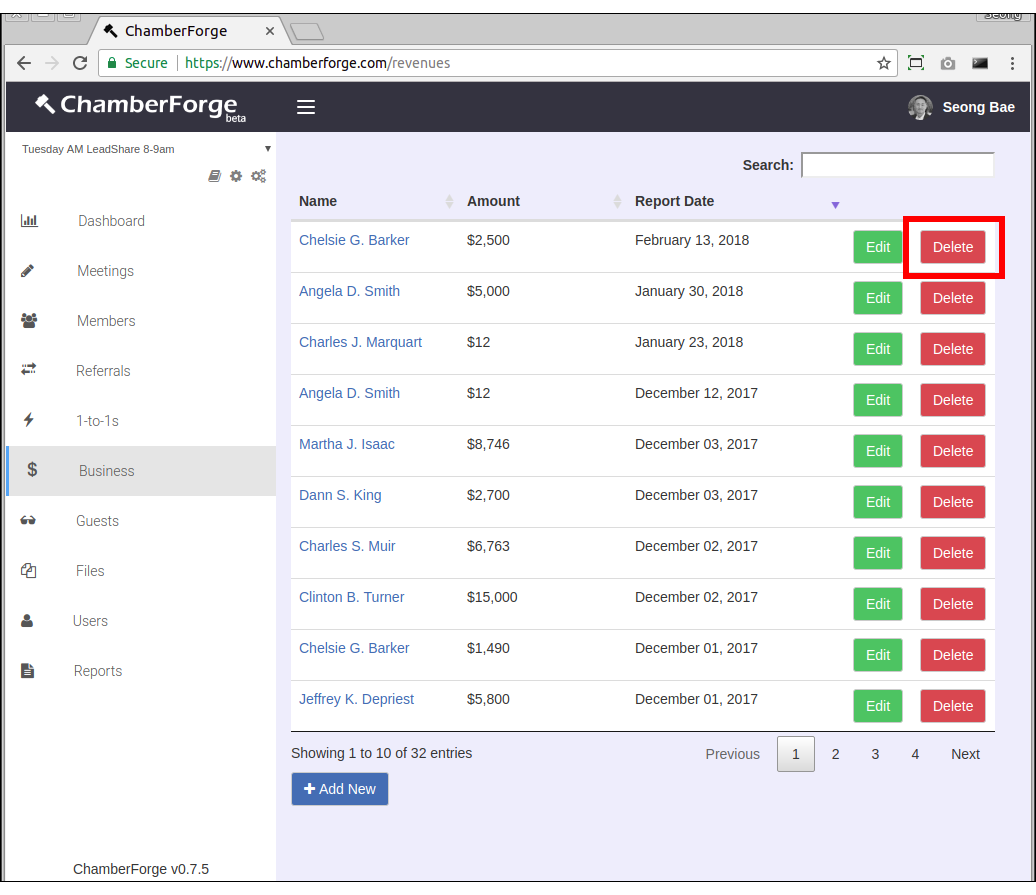 Seong
ChamberForge
Secure https://www.chamberforge.com/revenues
ChamberForge
beta
Seong Bae
Tuesday AM LeadShare 8-9am
Dashboard
Meetings
Members
Referrals
1-to-1s
Business
Guests
Files
Users
Reports
ChamberForge v0.7.5
Search:
Name Amount Report Date
Chelsie G. Barker $2,500 February 13, 2018 Edit Delete
Angela D. Smith $5,000 January 30, 2018 Edit Delete
Charles J. Marquart $12 January 23, 2018 Edit Delete
Angela D. Smith $12 December 12, 2017 Edit Delete
Martha J. Isaac $8,746 December 03, 2017 Edit Delete
Dann S. King $2,700 December 03, 2017 Edit Delete
Charles S. Muir $6,763 December 02, 2017 Edit Delete
Clinton B. Turner $15,000 December 02, 2017 Edit Delete
Chelsie G. Barker $1,490 December 01, 2017 Edit Delete
Jeffrey K. Depriest $5,800 December 01, 2017 Edit Delete
Showing 1 to 10 of 32 entries Previous 1 2 3 4 Next
Add New